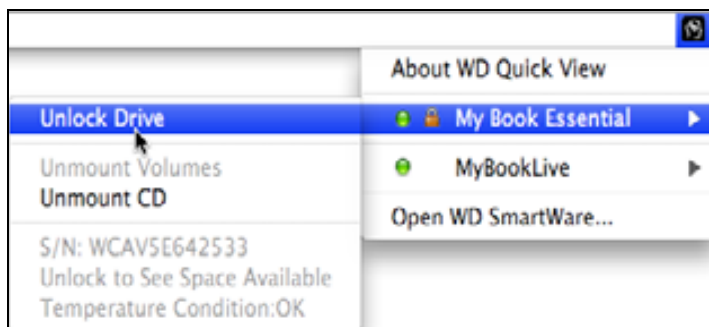 About WD Quick View
My Book Essential
MyBookLive
Open WD SmartWare...
Unlock Drive
Unmount Volumes
Unmount CD
S/N: WCAV5E642533
Unlock to See Space Available
Temperature Condition:OK